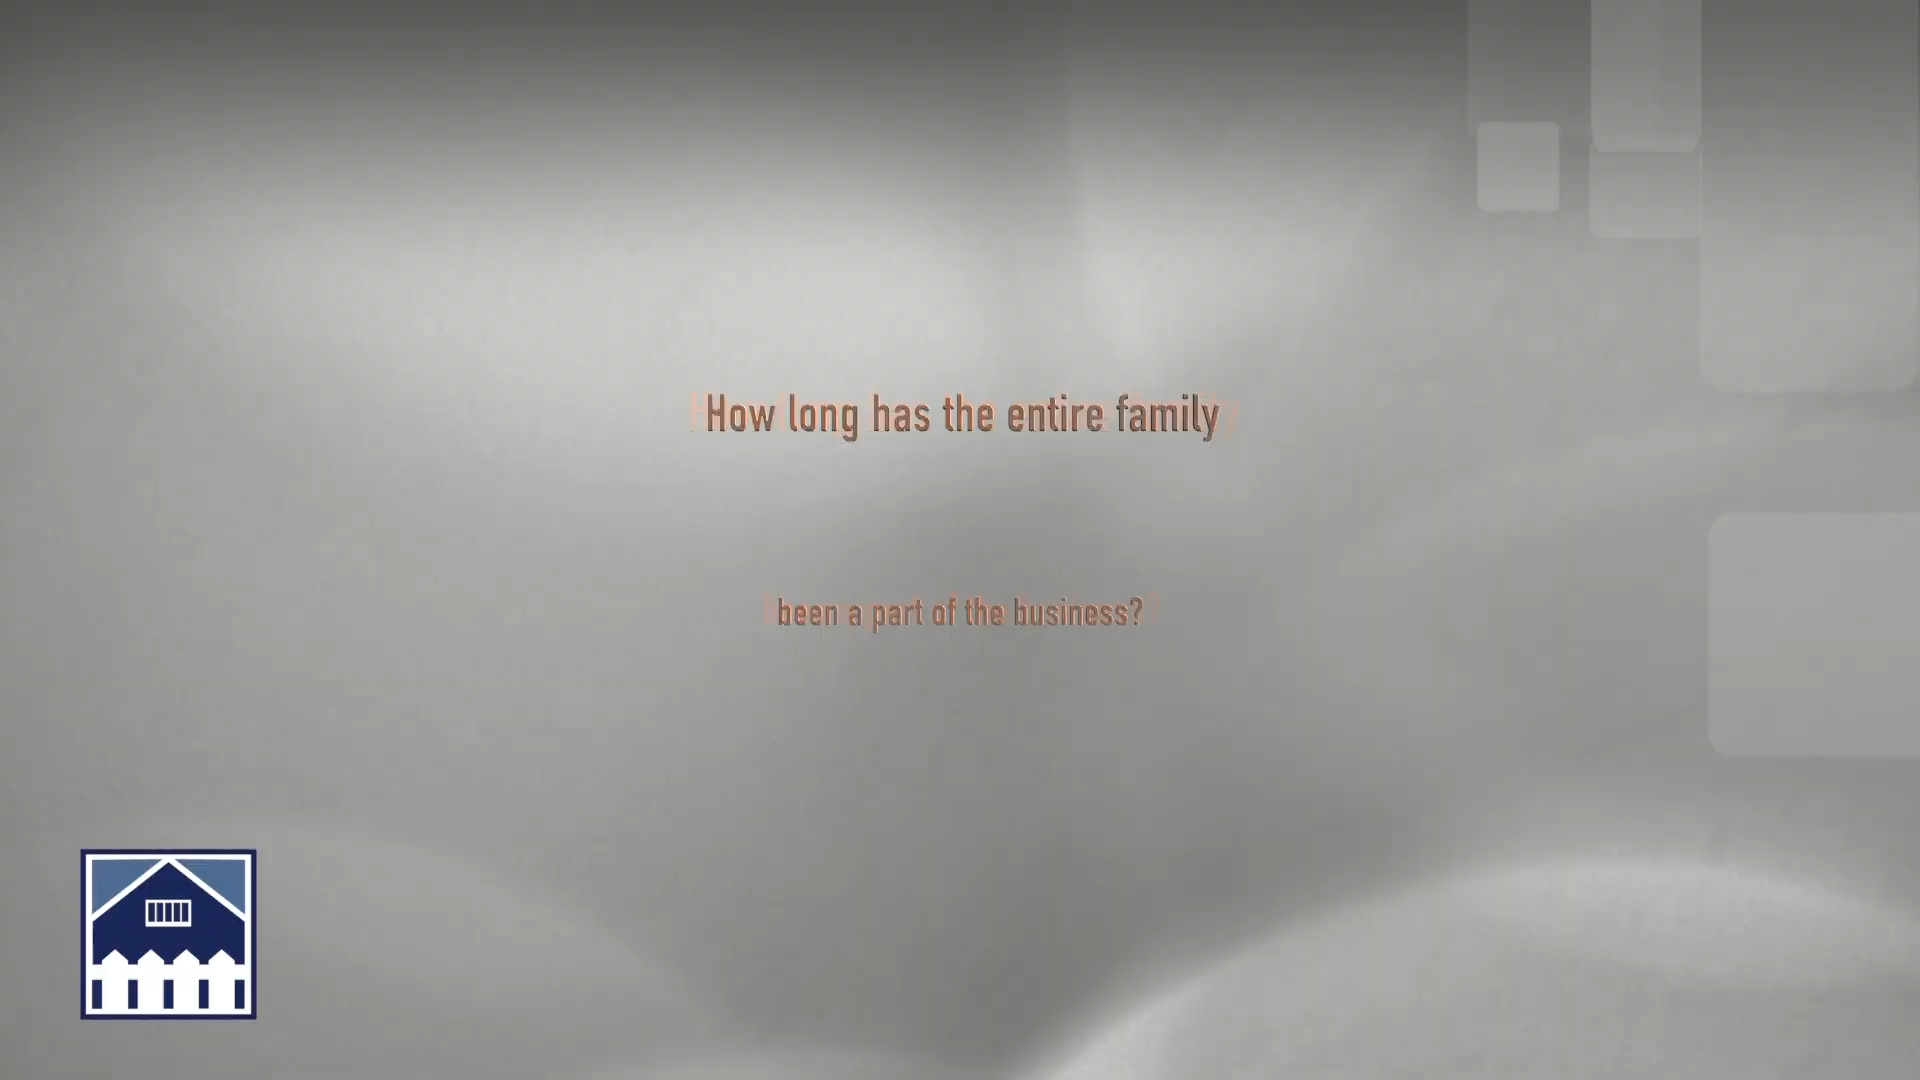 How long has the entire family
been a part of the business?